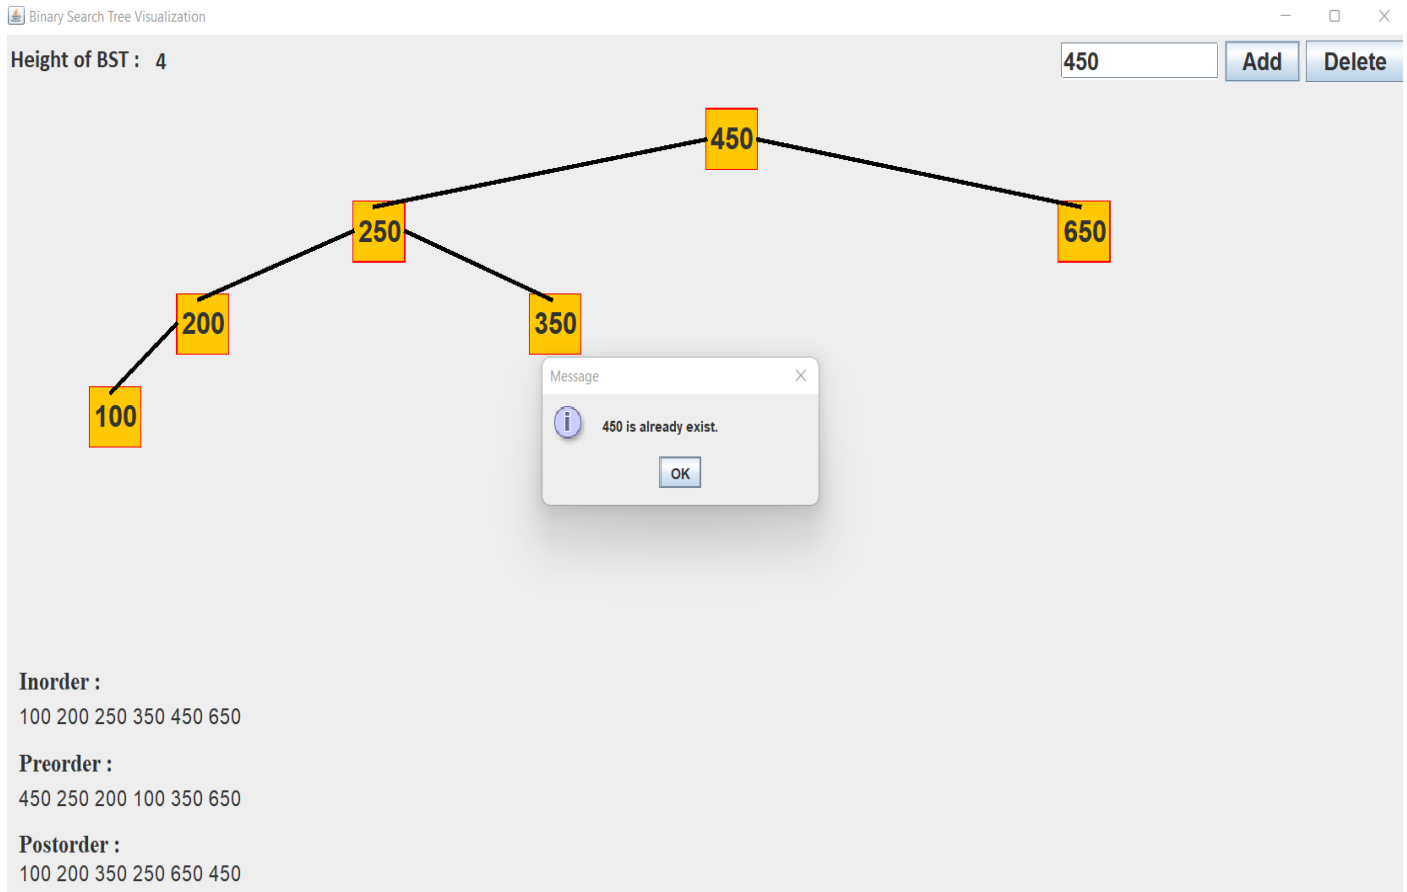 Binary Search Tree Visualization
Height of BST : 4
450 Add Delete
450
250 650
200 350
100
Message
450 is already exist.
OK
Inorder :
100 200 250 350 450 650
Preorder :
450 250 200 100 350 650
Postorder :
100 200 350 250 650 450